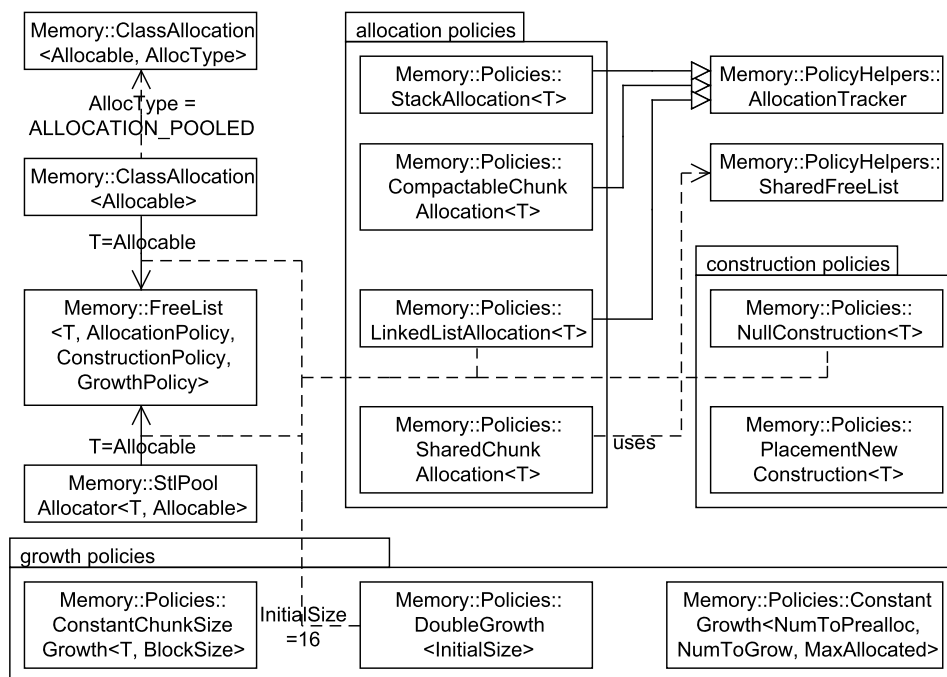 Memory::ClassAllocation
<Allocable, AllocType>
AllocType =
ALLOCATION_POOLED
Memory::ClassAllocation
<Allocable>
T=Allocable
Memory::FreeList
<T, AllocationPolicy,
ConstructionPolicy,
GrowthPolicy>
T=Allocable
Memory::StlPool
Allocator<T, Allocable>
allocation policies
Memory::Policies::
StackAllocation<T>
Memory::Policies::
CompactableChunk
Allocation<T>
Memory::Policies::
LinkedListAllocation<T>
Memory::Policies::
SharedChunk
Allocation<T>
uses
Memory::PolicyHelpers::
AllocationTracker
Memory::PolicyHelpers::
SharedFreeList
construction policies
Memory::Policies::
NullConstruction<T>
Memory::Policies::
PlacementNew
Construction<T>
growth policies
Memory::Policies::
ConstantChunkSize
Growth<T, BlockSize>
InitialSize
=16
Memory::Policies::
DoubleGrowth
<InitialSize>
Memory::Policies::Constant
Growth<NumToPrealloc,
NumToGrow, MaxAllocated>